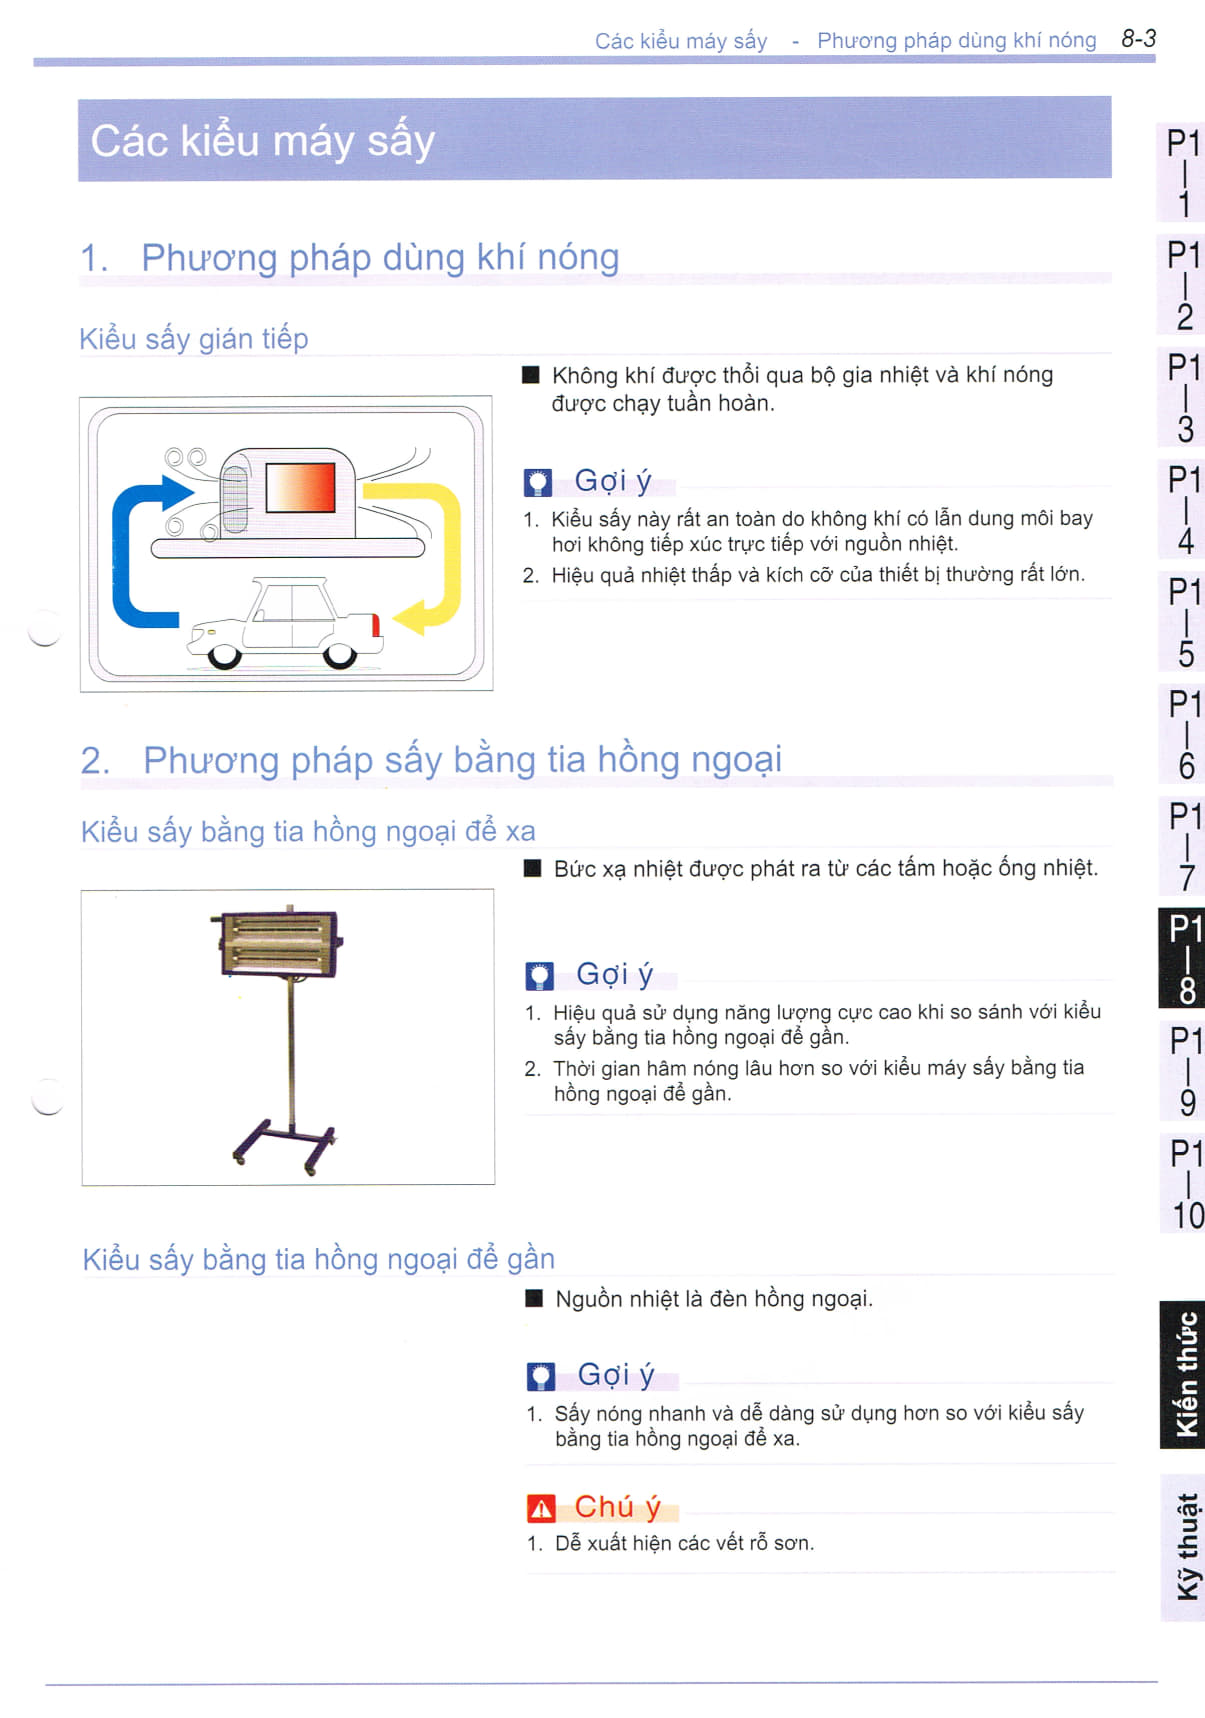 Các kiểu máy sấy - Phương pháp dùng khí nóng 8-3
Các kiểu máy sấy
1. Phương pháp dùng khí nóng
Kiểu sấy gián tiếp
■ Không khí được thổi qua bộ gia nhiệt và khí nóng
được chạy tuần hoàn.
Gợi ý
1. Kiểu sấy này rất an toàn do không khí có lẫn dung môi bay
hơi không tiếp xúc trực tiếp với nguồn nhiệt.
2. Hiệu quả nhiệt thấp và kích cỡ của thiết bị thường rất lớn.
2. Phương pháp sấy bằng tia hồng ngoại
Kiểu sấy bằng tia hồng ngoại để xa
■ Bức xạ nhiệt được phát ra từ các tấm hoặc ống nhiệt.
Gợi ý
1. Hiệu quả sử dụng năng lượng cực cao khi so sánh với kiểu
sấy bằng tia hồng ngoại để gần.
2. Thời gian hâm nóng lâu hơn so với kiểu máy sấy bằng tia
hồng ngoại để gần.
Kiểu sấy bằng tia hồng ngoại để gần
■ Nguồn nhiệt là đèn hồng ngoại.
Gợi ý
1. Sấy nóng nhanh và dễ dàng sử dụng hơn so với kiểu sấy
bằng tia hồng ngoại để xa.
Chú ý
1. Dễ xuất hiện các vết rỗ sơn.
P1
1
P1
2
P1
3
P1
4
P1
5
P1
6
P1
7
P1
8
P1
9
P1
10
Kiến thức
Kỹ thuật